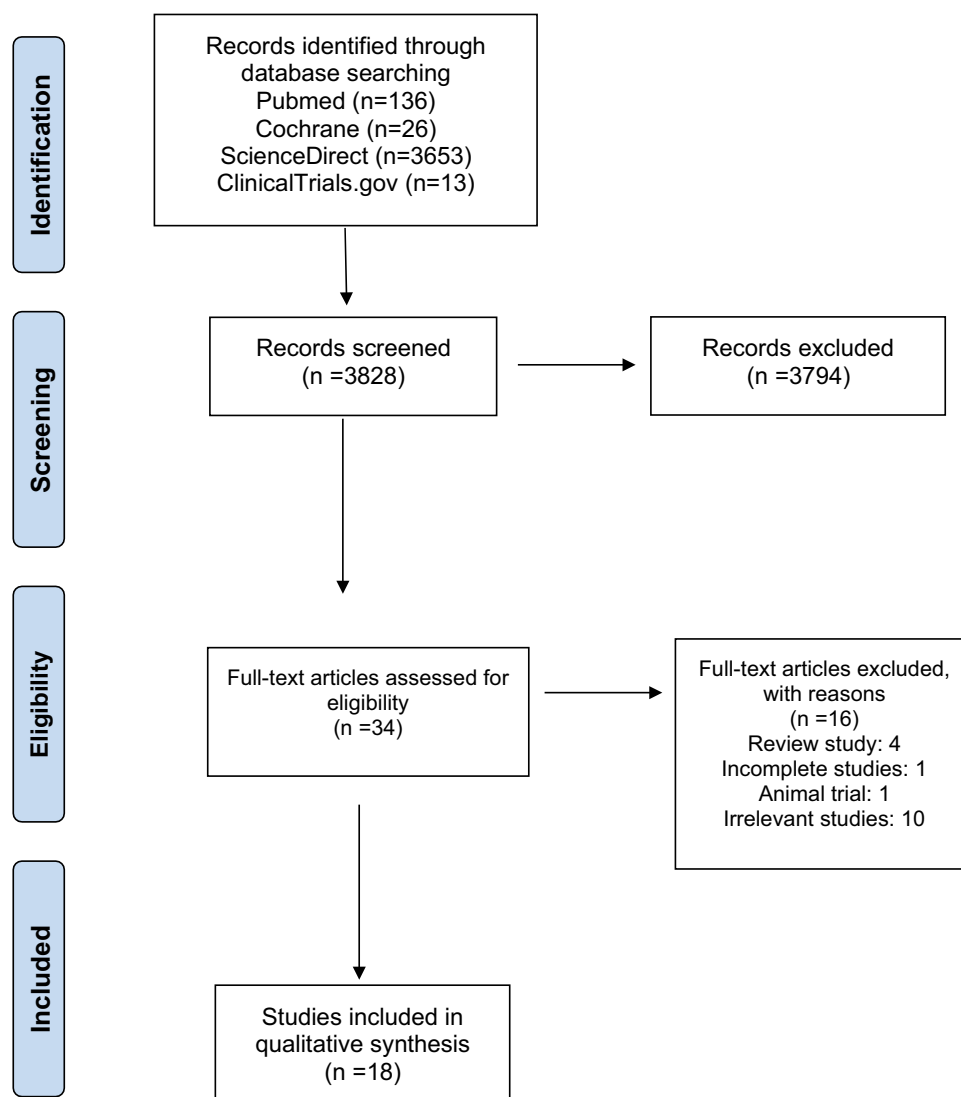 Identification
Records identified through
database searching
Pubmed (n=136)
Cochrane (n=26)
ScienceDirect (n=3653)
ClinicalTrials.gov (n=13)
Screening
Records screened
(n =3828)
Records excluded
(n =3794)
Eligibility
Full-text articles assessed for
eligibility
(n =34)
Full-text articles excluded,
with reasons
(n =16)
Review study: 4
Incomplete studies: 1
Animal trial: 1
Irrelevant studies: 10
Included
Studies included in
qualitative synthesis
(n =18)